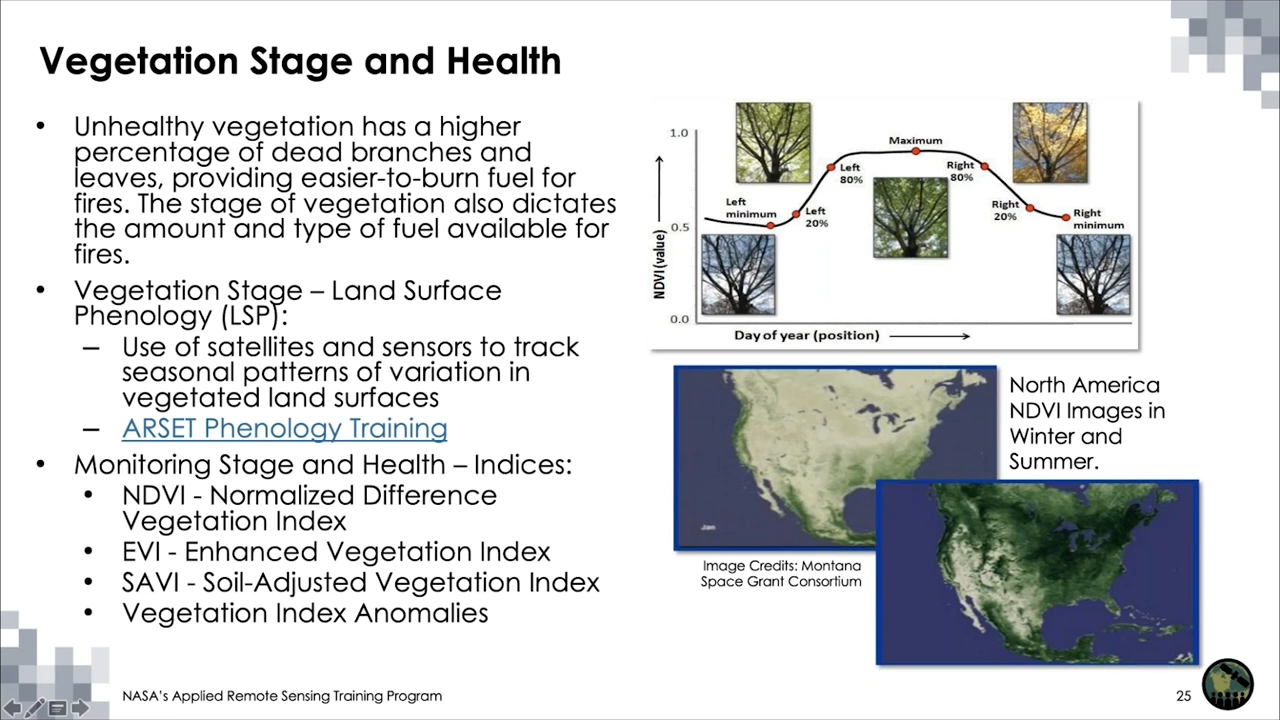 Vegetation Stage and Health
• Unhealthy vegetation has a higher
percentage of dead branches and
leaves, providing easier-to-burn fuel for
fires. The stage of vegetation also dictates
the amount and type of fuel available for
fires.
• Vegetation Stage – Land Surface
Phenology (LSP):
– Use of satellites and sensors to track
seasonal patterns of variation in
vegetated land surfaces
– ARSET Phenology Training
• Monitoring Stage and Health – Indices:
• NDVI - Normalized Difference
Vegetation Index
• EVI - Enhanced Vegetation Index
• SAVI - Soil-Adjusted Vegetation Index
• Vegetation Index Anomalies
1.0
0.5
0.0
NDVI (value)
Left
minimum
Left
20%
Left
80%
Maximum
Right
80%
Right
20%
Right
minimum
Day of year (position)
North America
NDVI Images in
Winter and
Summer.
Jan
Image Credits: Montana
Space Grant Consortium
NASA's Applied Remote Sensing Training Program
25